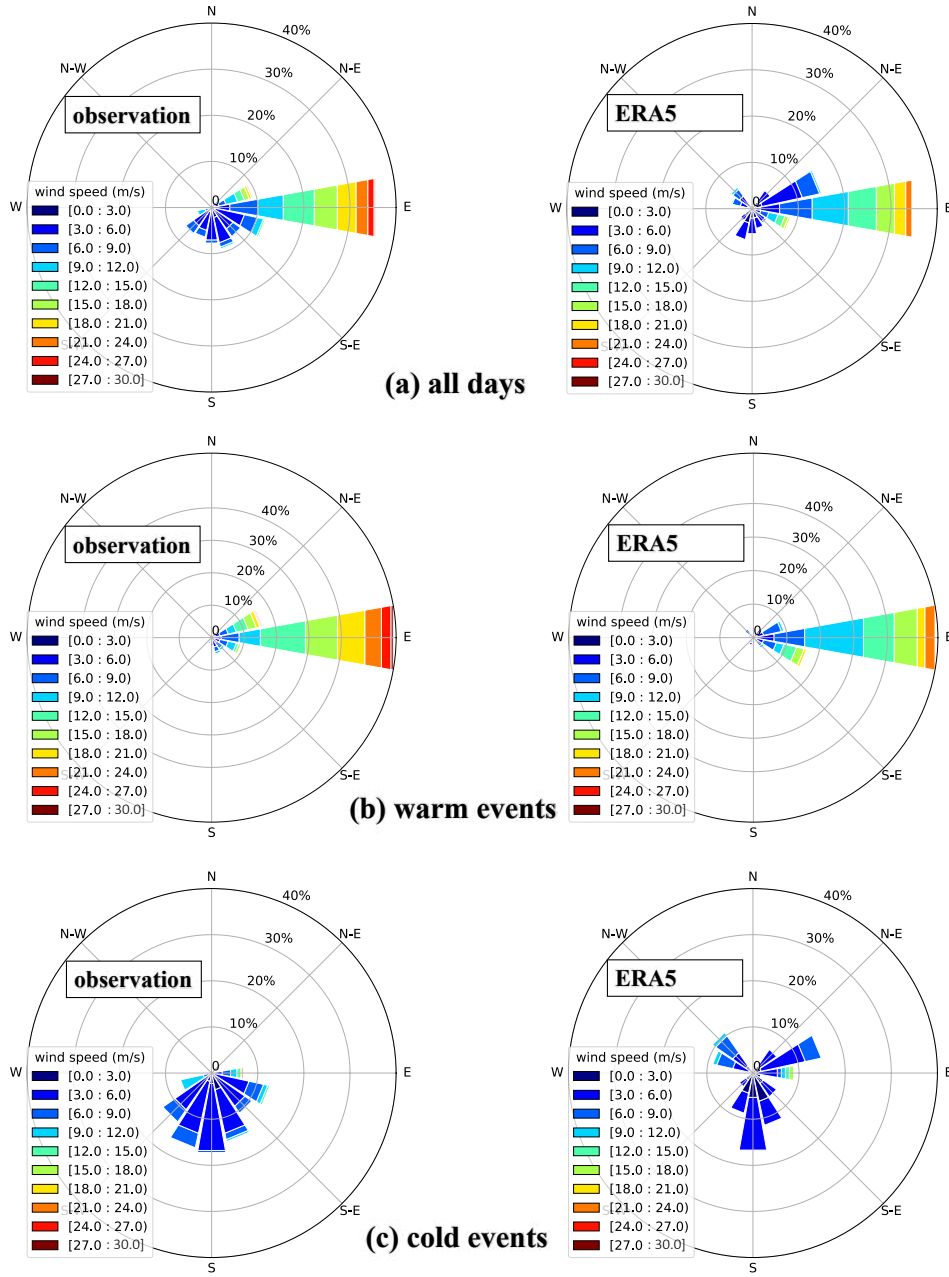 N
40%
N-E
30%
20%
10%
0
N-W
observation
W
E
S-E
S
wind speed (m/s)
[0.0 : 3.0)
[3.0 : 6.0)
[6.0 : 9.0)
[9.0 : 12.0)
[12.0 : 15.0)
[15.0 : 18.0)
[18.0 : 21.0)
[21.0 : 24.0)
[24.0 : 27.0)
[27.0 : 30.0]
N
40%
N-E
30%
20%
10%
0
N-W
ERA5
W
E
S-E
S
wind speed (m/s)
[0.0 : 3.0)
[3.0 : 6.0)
[6.0 : 9.0)
[9.0 : 12.0)
[12.0 : 15.0)
[15.0 : 18.0)
[18.0 : 21.0)
[21.0 : 24.0)
[24.0 : 27.0)
[27.0 : 30.0]
(a) all days
N
N-E
40%
30%
20%
10%
0
N-W
observation
W
E
S-E
S
wind speed (m/s)
[0.0 : 3.0)
[3.0 : 6.0)
[6.0 : 9.0)
[9.0 : 12.0)
[12.0 : 15.0)
[15.0 : 18.0)
[18.0 : 21.0)
[21.0 : 24.0)
[24.0 : 27.0)
[27.0 : 30.0]
N
N-E
40%
30%
20%
10%
0
N-W
ERA5
W
E
S-E
S
wind speed (m/s)
[0.0 : 3.0)
[3.0 : 6.0)
[6.0 : 9.0)
[9.0 : 12.0)
[12.0 : 15.0)
[15.0 : 18.0)
[18.0 : 21.0)
[21.0 : 24.0)
[24.0 : 27.0)
[27.0 : 30.0]
(b) warm events
N
40%
N-E
30%
20%
10%
0
N-W
observation
W
E
S-E
S
wind speed (m/s)
[0.0 : 3.0)
[3.0 : 6.0)
[6.0 : 9.0)
[9.0 : 12.0)
[12.0 : 15.0)
[15.0 : 18.0)
[18.0 : 21.0)
[21.0 : 24.0)
[24.0 : 27.0)
[27.0 : 30.0]
N
40%
N-E
30%
20%
10%
0
N-W
ERA5
W
E
S-E
S
wind speed (m/s)
[0.0 : 3.0)
[3.0 : 6.0)
[6.0 : 9.0)
[9.0 : 12.0)
[12.0 : 15.0)
[15.0 : 18.0)
[18.0 : 21.0)
[21.0 : 24.0)
[24.0 : 27.0)
[27.0 : 30.0]
(c) cold events